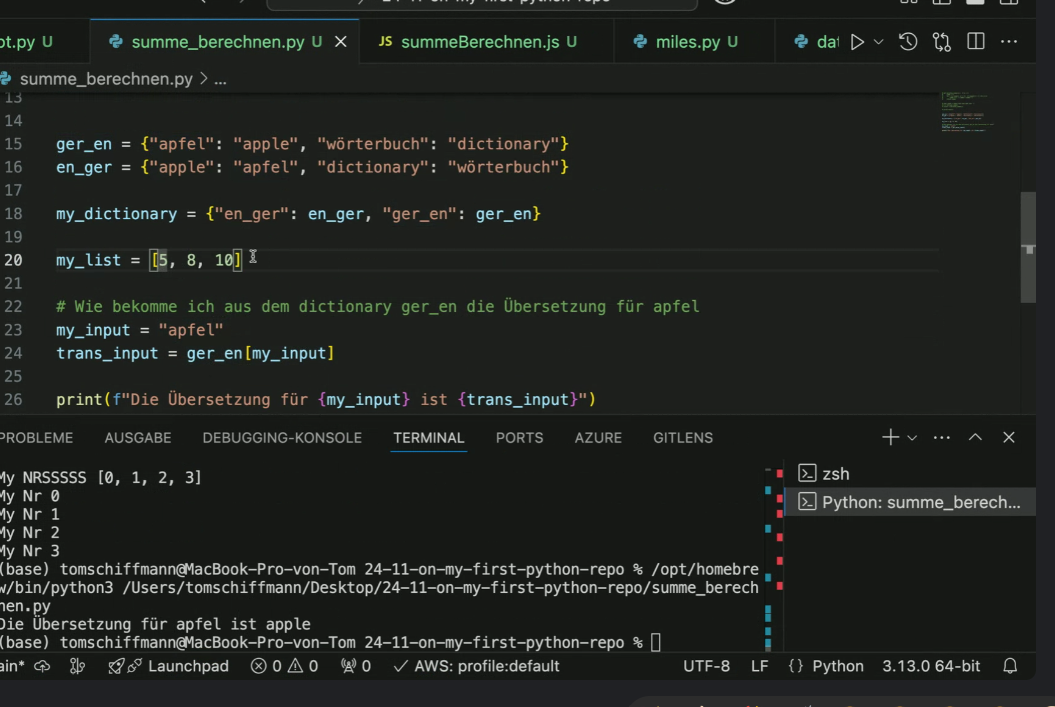 24-11-on-my-first-python-repo
ot.py U summe_berechnen.py U × JS summeBerechnen.js U miles.py U dat
summe_berechnen.py > ...
13
14
15 ger_en = {"apfel": "apple", "wörterbuch": "dictionary"}
16 en_ger = {"apple": "apfel", "dictionary": "wörterbuch"}
17
18 my_dictionary = {"en_ger": en_ger, "ger_en": ger_en}
19
20 my_list = [5, 8, 10]
21
22 # Wie bekomme ich aus dem dictionary ger_en die Übersetzung für apfel
23 my_input = "apfel"
24 trans_input = ger_en[my_input]
25
26 print(f"Die Übersetzung für {my_input} ist {trans_input}")
PROBLEME AUSGABE DEBUGGING-KONSOLE TERMINAL PORTS AZURE GITLENS
My NRSSSSS [0, 1, 2, 3]
My Nr 0
My Nr 1
My Nr 2
My Nr 3
(base) tomschiffmann@MacBook-Pro-von-Tom 24-11-on-my-first-python-repo % /opt/homebre
w/bin/python3 /Users/tomschiffmann/Desktop/24-11-on-my-first-python-repo/summe_berech
nen.py
Die Übersetzung für apfel ist apple
(base) tomschiffmann@MacBook-Pro-von-Tom 24-11-on-my-first-python-repo %
zsh
Python: summe_berech...
ain* Launchpad 0 0 0 AWS: profile:default UTF-8 LF {} Python 3.13.0 64-bit